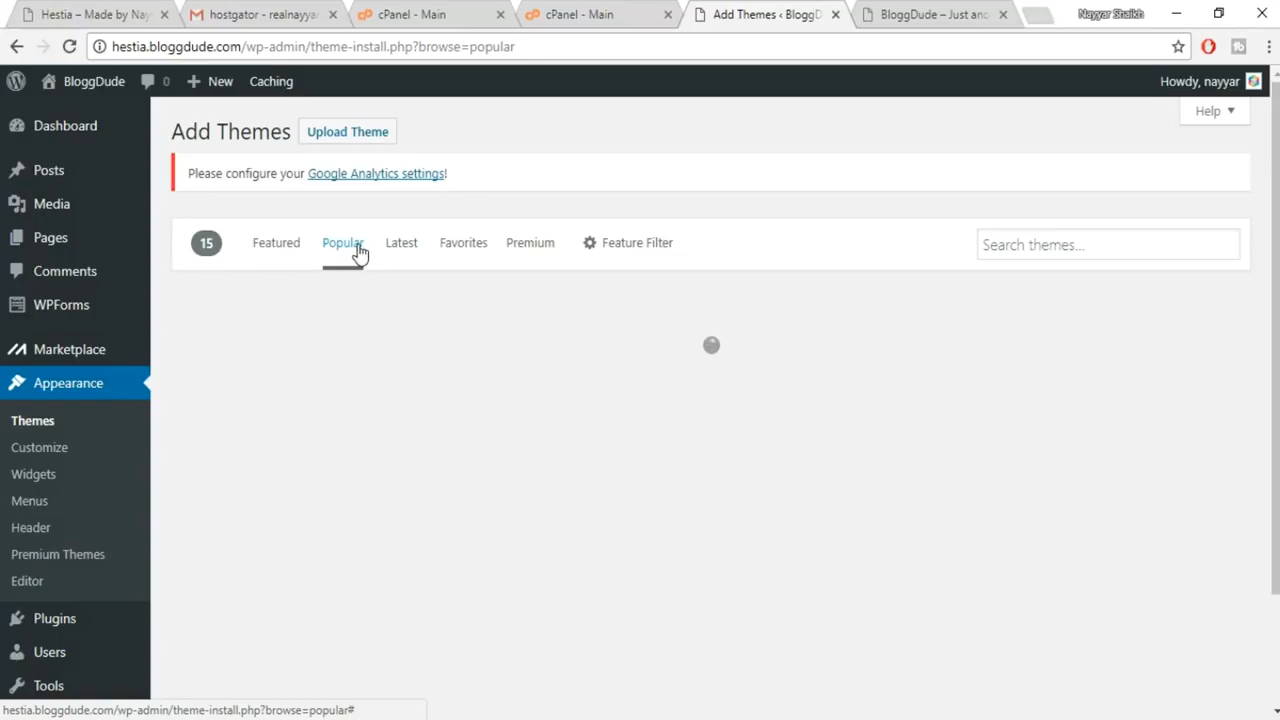 Hestia – Made by Nay
hostgator - realnayyar
cPanel - Main
cPanel - Main
Add Themes ‹ BloggD
BloggDude – Just ano
Nayyar Shaikh
hestia.bloggdude.com/wp-admin/theme-install.php?browse=popular
BloggDude
0
New
Caching
Howdy, nayyar
Dashboard
Posts
Media
Pages
Comments
WPForms
Marketplace
Appearance
Themes
Customize
Widgets
Menus
Header
Premium Themes
Editor
Plugins
Users
Tools
Help
Add Themes
Upload Theme
Please configure your Google Analytics settings!
15
Featured
Popular
Latest
Favorites
Premium
Feature Filter
Search themes...
hestia.bloggdude.com/wp-admin/theme-install.php?browse=popular#